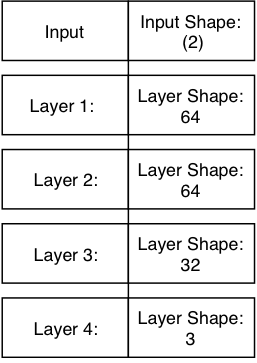 Input
Input Shape:
(2)
Layer 1:
Layer Shape:
64
Layer 2:
Layer Shape:
64
Layer 3:
Layer Shape:
32
Layer 4:
Layer Shape:
3